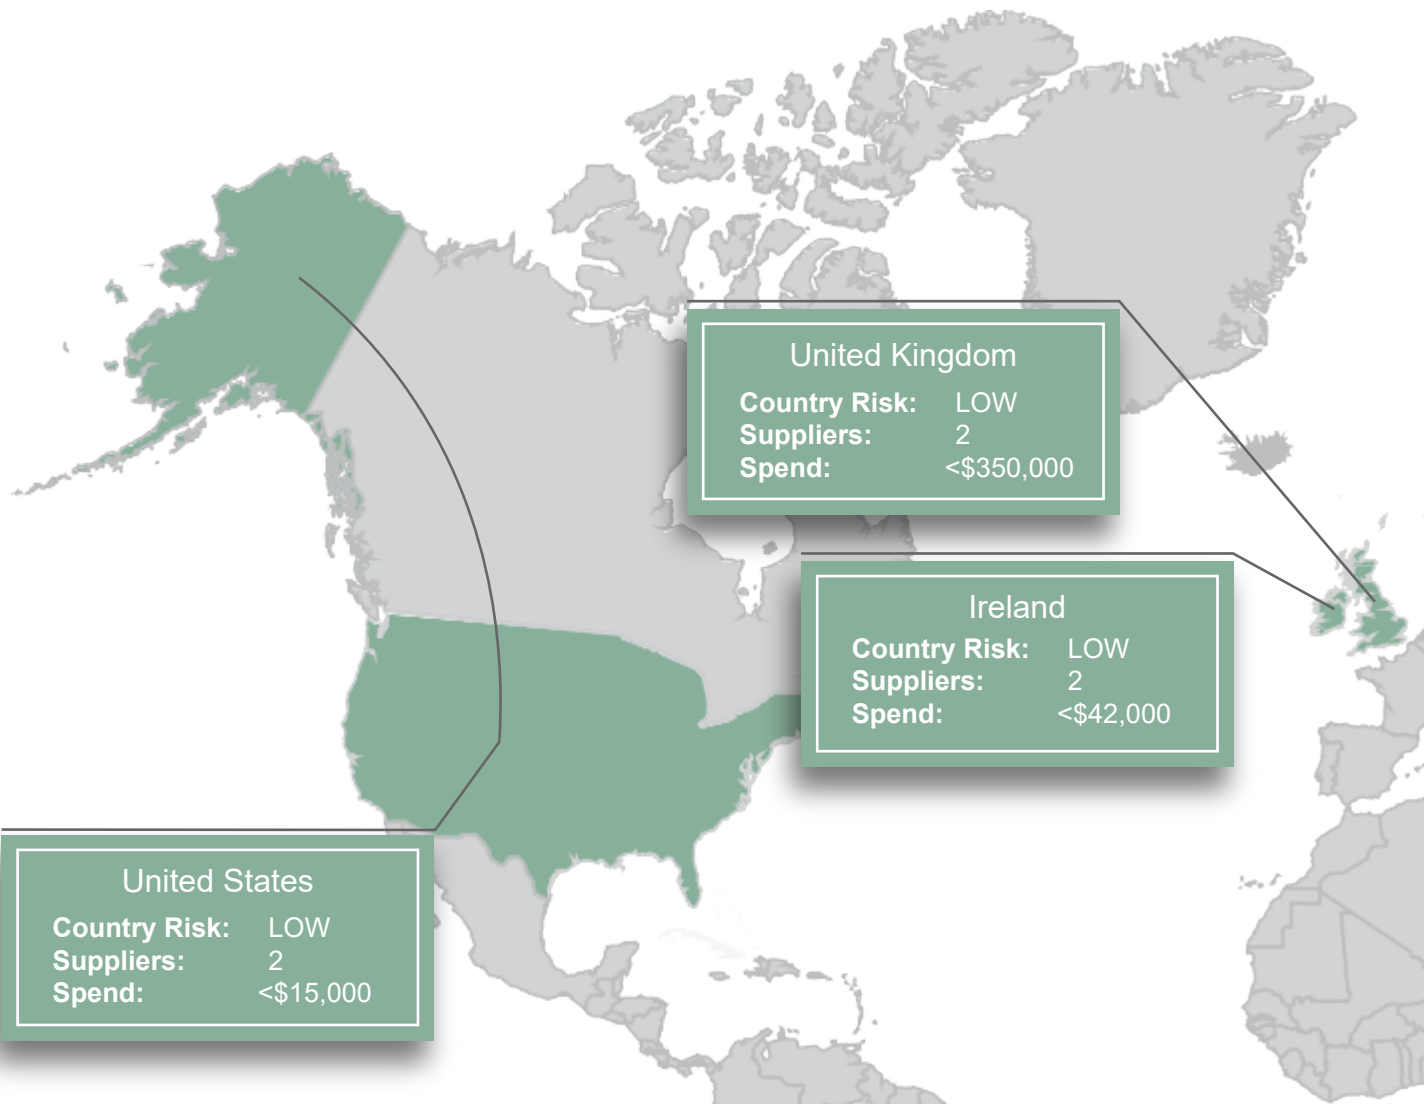 United Kingdom
Country Risk: LOW
Suppliers: 2
Spend: <$350,000
Ireland
Country Risk: LOW
Suppliers: 2
Spend: <$42,000
United States
Country Risk: LOW
Suppliers: 2
Spend: <$15,000